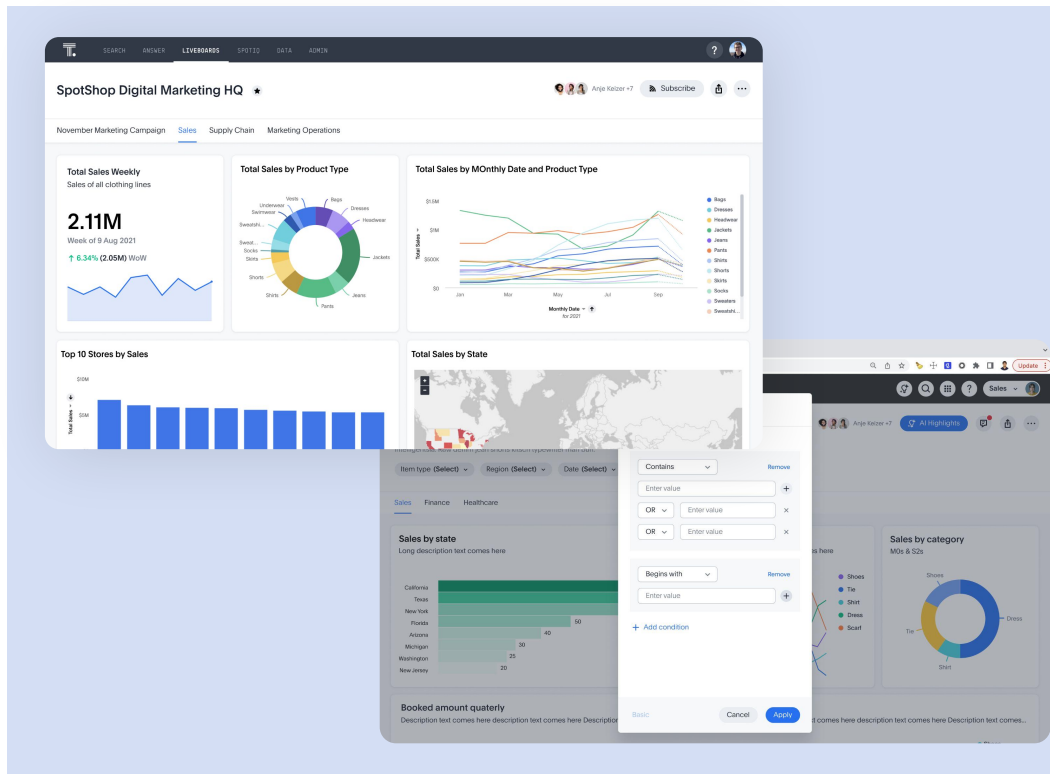 T.
SEARCH ANSWER LIVEBOARDS SPOTIQ DATA ADMIN
?
SpotShop Digital Marketing HQ
Anje Keizer +7
Subscribe
November Marketing Campaign Sales Supply Chain Marketing Operations
Total Sales Weekly
Sales of all clothing lines
2.11M
Week of 9 Aug 2021
6.34% (2.05M) WoW
Total Sales by Product Type
Vests
Bags
Underwear
Dresses
Swimwear
Headwear
Sweatshi...
Sweat...
Socks
Jackets
Skirts
Shorts
Shirts
Jeans
Pants
Total Sales by MOnthly Date and Product Type
Total Sales
$1.5M
$1M
$600K
$0
Jan Mar May Jul Sep
Monthly Date
for 2021
Bags
Dresses
Headwear
Jackets
Jeans
Pants
Shirts
Shorts
Skirts
Socks
Sweaters
Sweatshi...
Top 10 Stores by Sales
Total Sales
$10M
$5M
Total Sales by State
+
-
Update
?
Sales
Anje Keizer +7
AI Highlights
Item type (Select) Region (Select) Date (Select)
Sales Finance Healthcare
Sales by state
Long description text comes here
California
Texas
New York
Florida 50
Arizona 40
Michigan 30
Washington 25
New Jersey 20
Contains
Remove
Enter value
OR
Enter value
OR
Enter value
Begins with
Remove
Enter value
Add condition
Basic
Cancel
Apply
s here
Shoes
Tie
Shirt
Dress
Scarf
Sales by category
M0s & S2s
Shoes
Dress
Tie
Shirt
Booked amount quaterly
Description text comes here description text comes here Description
t comes here description text comes here Description text comes...